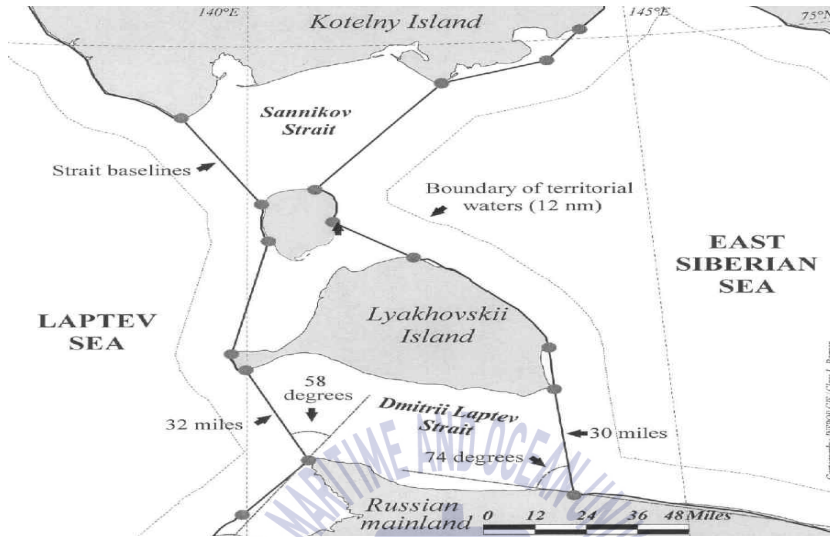 140°E
145°E
75°N
Kotelny Island
Sannikov
Strait
Strait baselines
Boundary of territorial
waters (12 nm)
EAST
SIBERIAN
SEA
LAPTEV
SEA
Lyakhovskii
Island
58
degrees
32 miles
Dmitrii Laptev
Strait
30 miles
74 degrees
MARITIME AND OCEAN
Russian
mainland
0 12 24 36 48 Miles